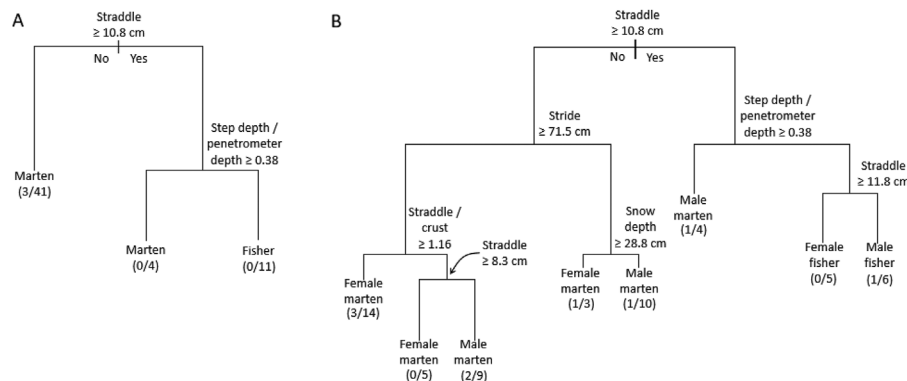 A
Straddle
≥ 10.8 cm
No Yes
Step depth /
penetrometer
depth ≥ 0.38
Marten
(3/41)
Marten
(0/4)
Fisher
(0/11)
B
Straddle
≥ 10.8 cm
No Yes
Stride
≥ 71.5 cm
Step depth /
penetrometer
depth ≥ 0.38
Straddle /
crust
≥ 1.16
Straddle
≥ 8.3 cm
Snow
depth
≥ 28.8 cm
Male
marten
(1/4)
Straddle
≥ 11.8 cm
Female
marten
(3/14)
Female
marten
(0/5)
Male
marten
(2/9)
Female
marten
(1/3)
Male
marten
(1/10)
Female
fisher
(0/5)
Male
fisher
(1/6)